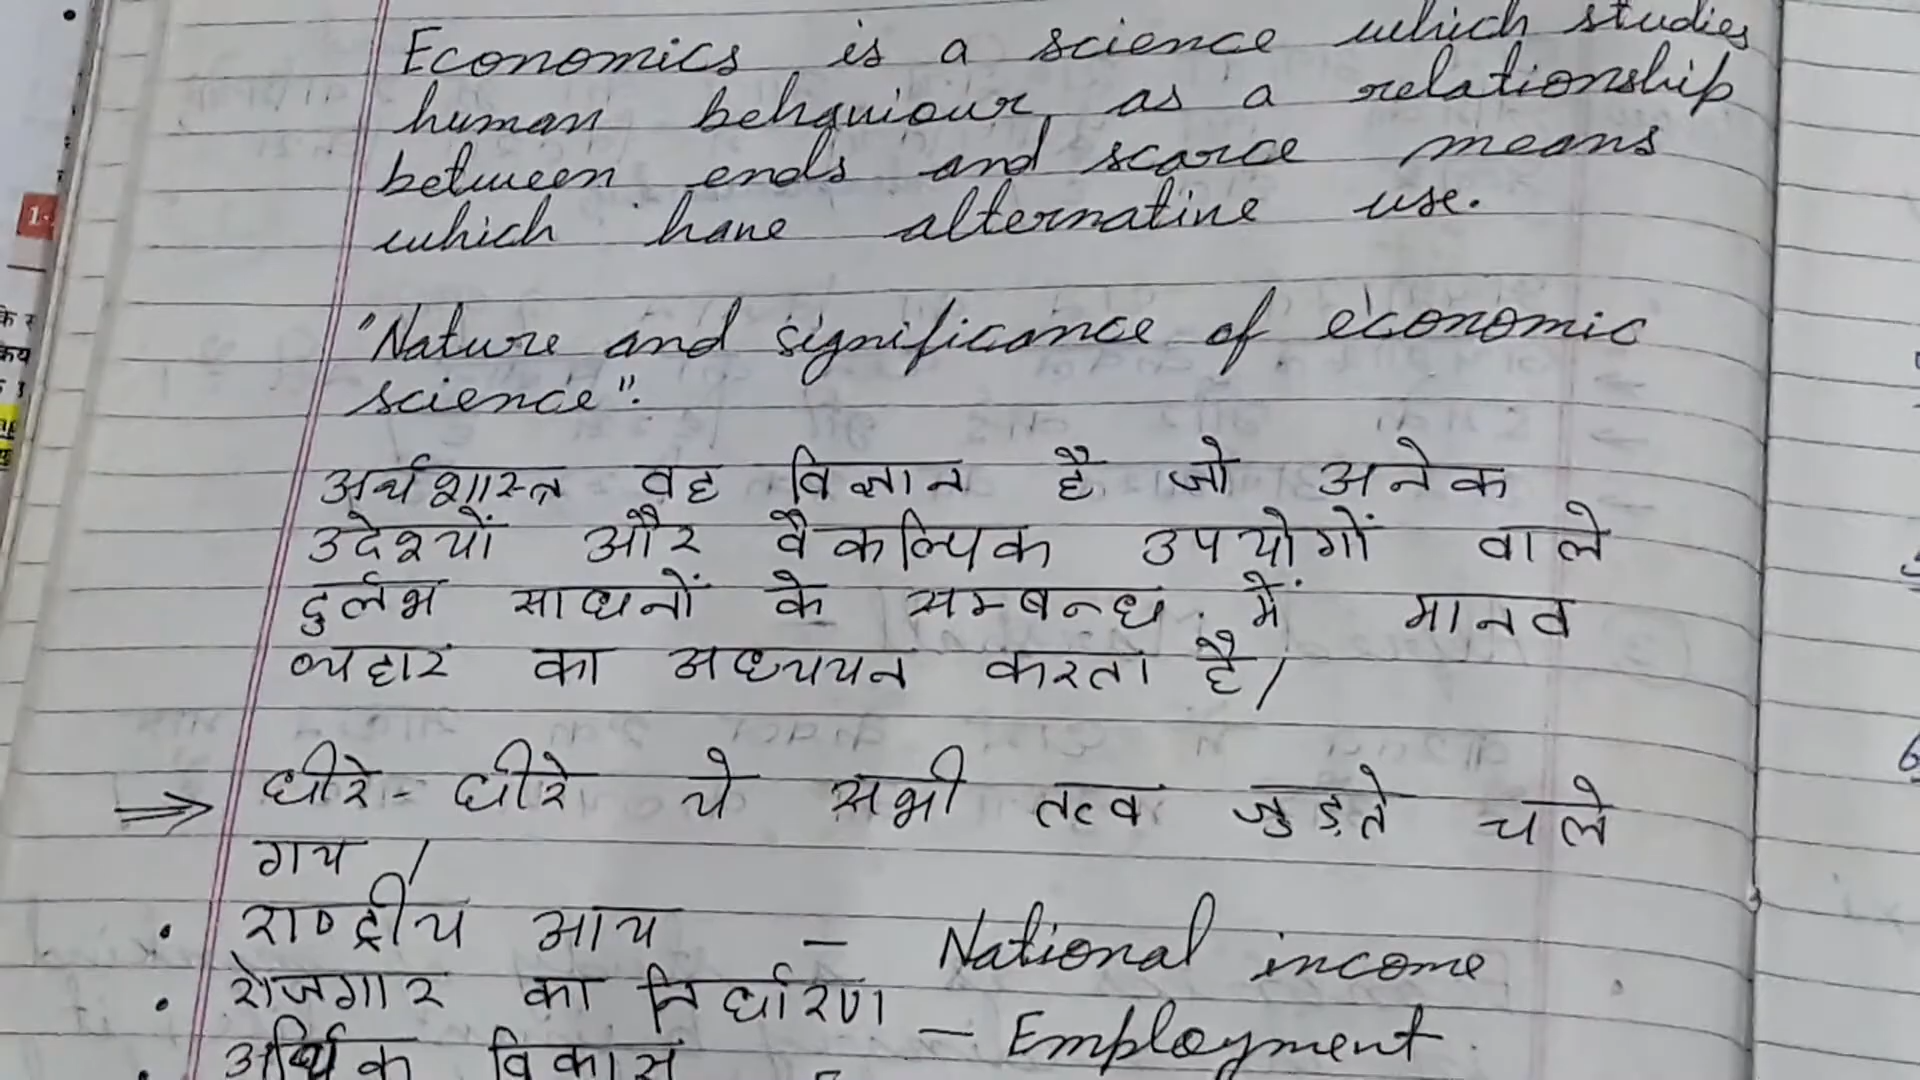 Economics is a science which studies
human behaviour as a relationship
between ends and scarce means
which have alternative use.
"Nature and significance of economic
science".
अर्थशास्त्र वह विज्ञान है जो अनेक
उदेश्यों और वैकल्पिक उपयोगों वाले
दुर्लभ साधनों के सम्बन्ध में मानव
व्यहार का अध्ययन करता है।
⇒ धीरे-धीरे ये सभी तत्व जुड़ते चले
गय।
• राष्ट्रीय आय - National income
• रोजगार का निर्धारण - Employment
• आर्थिक विकास